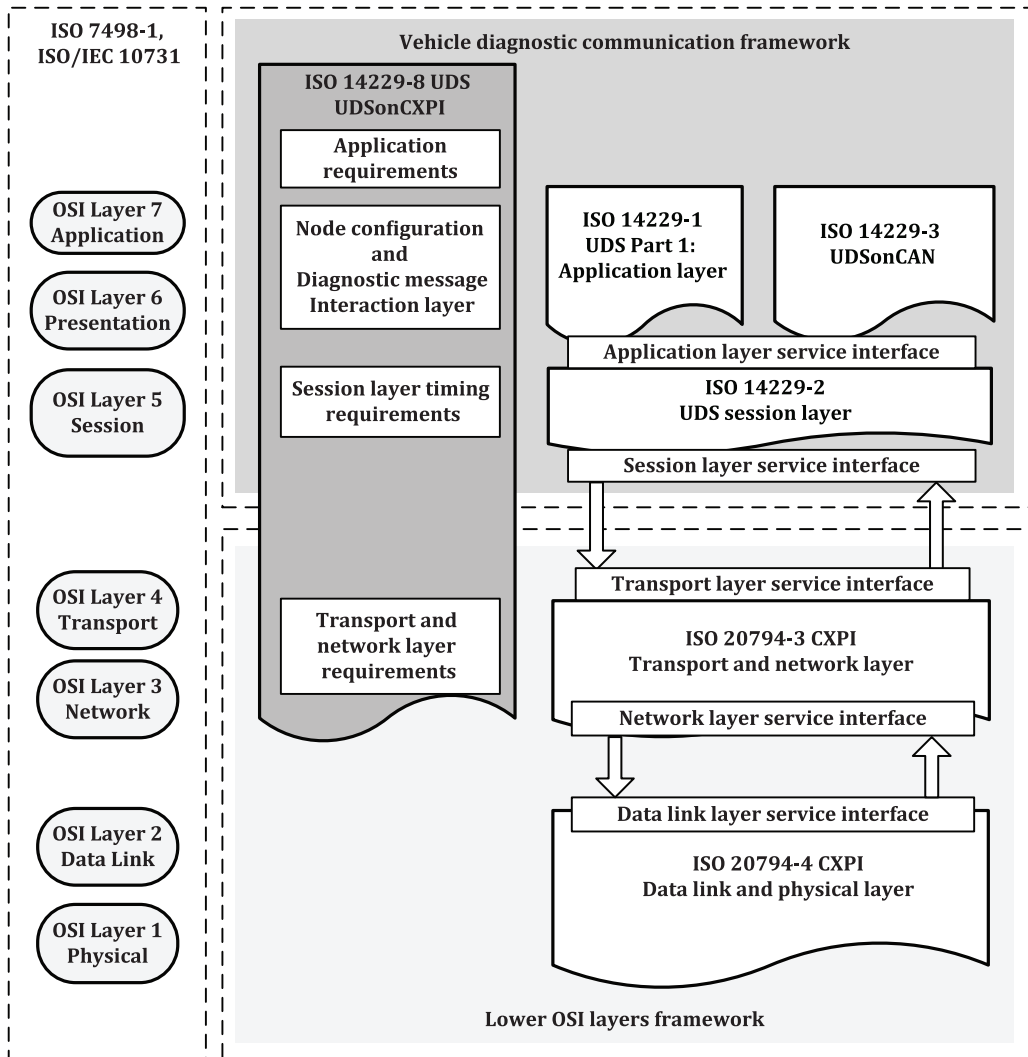 ISO 7498-1,
ISO/IEC 10731
OSI Layer 7
Application
OSI Layer 6
Presentation
OSI Layer 5
Session
OSI Layer 4
Transport
OSI Layer 3
Network
OSI Layer 2
Data Link
OSI Layer 1
Physical
Vehicle diagnostic communication framework
ISO 14229-8 UDS
UDSonCXPI
Application
requirements
Node configuration
and
Diagnostic message
Interaction layer
Session layer timing
requirements
Transport and
network layer
requirements
ISO 14229-1
UDS Part 1:
Application layer
ISO 14229-3
UDSonCAN
Application layer service interface
ISO 14229-2
UDS session layer
Session layer service interface
Transport layer service interface
ISO 20794-3 CXPI
Transport and network layer
Network layer service interface
Data link layer service interface
ISO 20794-4 CXPI
Data link and physical layer
Lower OSI layers framework